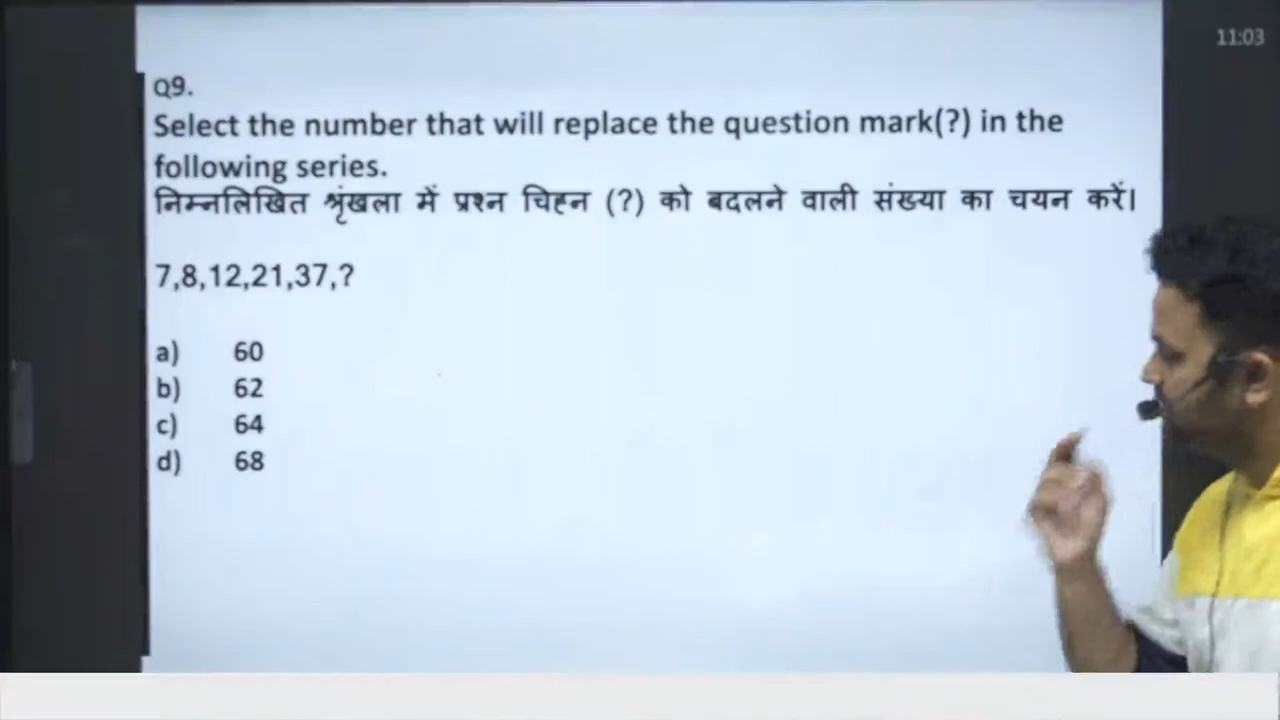 11:03
Q9.
Select the number that will replace the question mark(?) in the
following series.
निम्नलिखित श्रृंखला में प्रश्न चिह्न (?) को बदलने वाली संख्या का चयन करें।
7,8,12,21,37,?
a) 60
b) 62
c) 64
d) 68